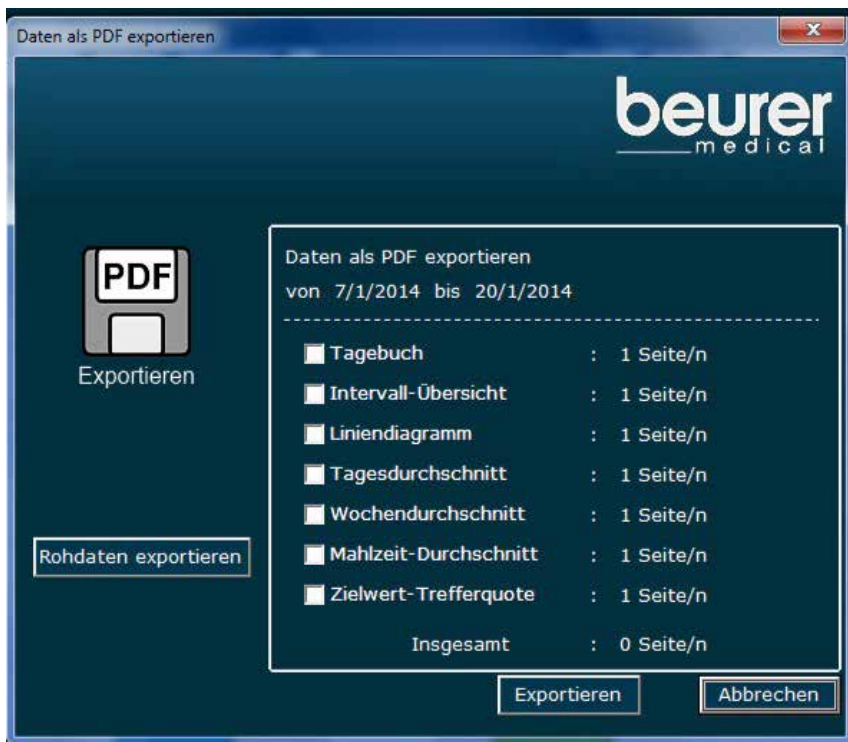 Daten als PDF exportieren
beurer
medical
PDF
Exportieren
Rohdaten exportieren
Daten als PDF exportieren
von 7/1/2014 bis 20/1/2014
Tagebuch : 1 Seite/n
Intervall-Übersicht : 1 Seite/n
Liniendiagramm : 1 Seite/n
Tagesdurchschnitt : 1 Seite/n
Wochendurchschnitt : 1 Seite/n
Mahlzeit-Durchschnitt : 1 Seite/n
Zielwert-Trefferquote : 1 Seite/n
Insgesamt : 0 Seite/n
Exportieren Abbrechen